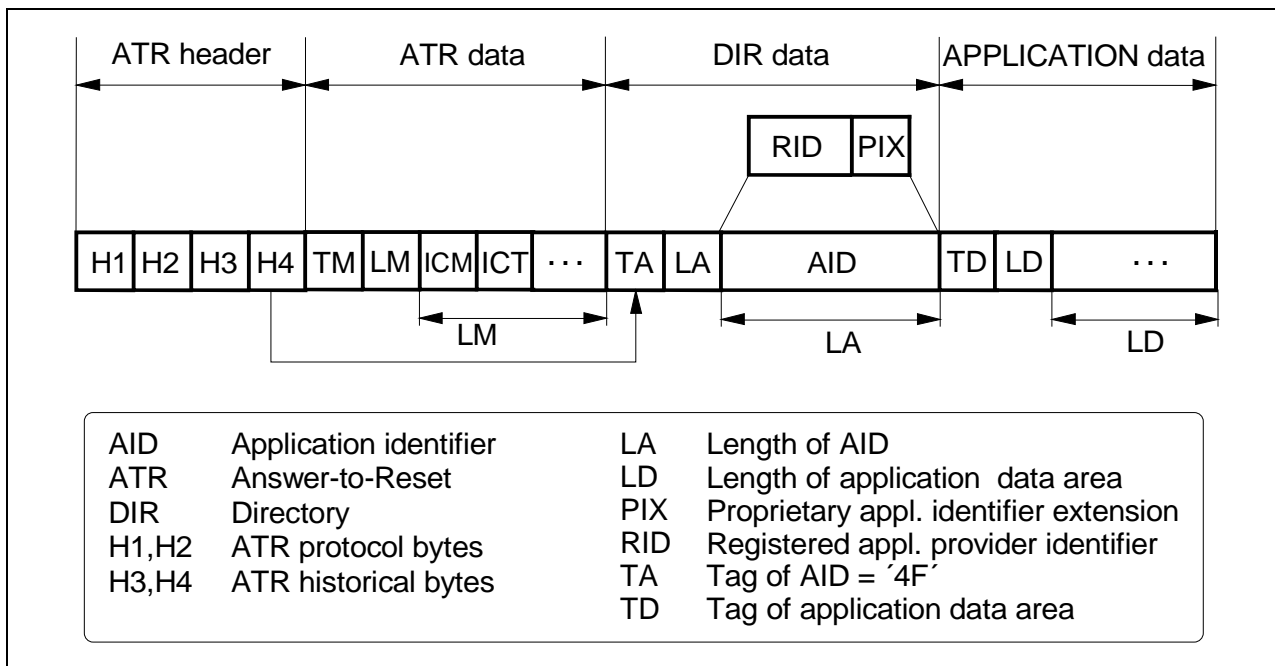 ATR header ATR data DIR data APPLICATION data
RID PIX
H1 H2 H3 H4 TM LM ICM ICT ... TA LA AID TD LD ...
LM LA LD
AID Application identifier
ATR Answer-to-Reset
DIR Directory
H1,H2 ATR protocol bytes
H3,H4 ATR historical bytes
LA Length of AID
LD Length of application data area
PIX Proprietary appl. identifier extension
RID Registered appl. provider identifier
TA Tag of AID = ´4F´
TD Tag of application data area